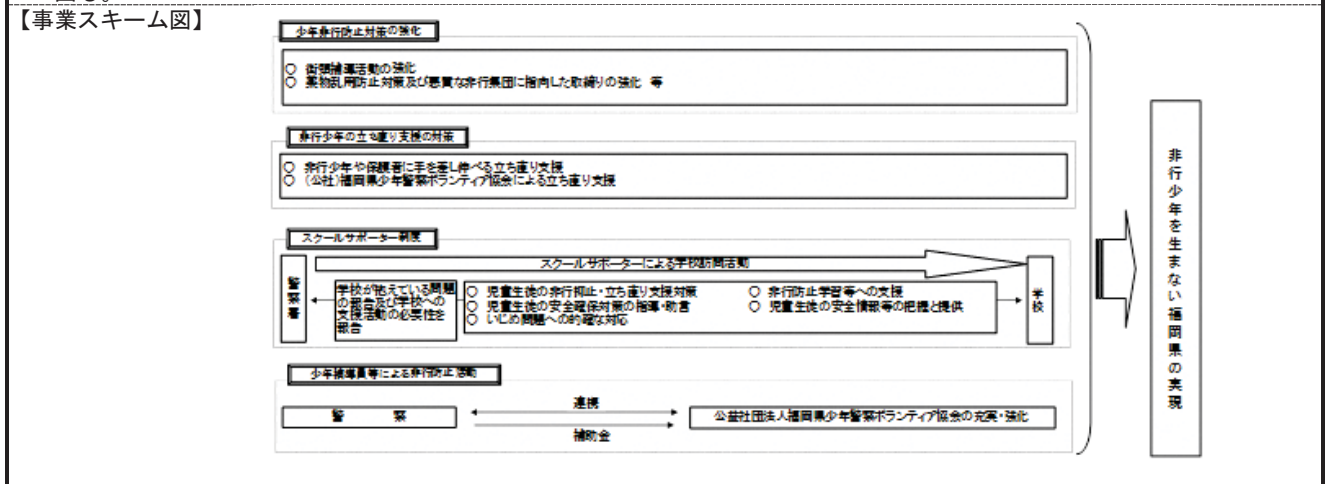 【事業スキーム図】
少年非行防止対策の強化
○ 街頭補導活動の強化
○ 薬物乱用防止対策及び悪質な非行集団に指向した取締りの強化 等
非行少年の立ち直り支援の対策
○ 非行少年や保護者に手を差し伸べる立ち直り支援
○ (公社)福岡県少年警察ボランティア協会による立ち直り支援
スクールサポーター制度
スクールサポーターによる学校訪問活動
警察署
学校が抱えている問題
の報告及び学校への
支援活動の必要性を
報告
○ 児童生徒の非行抑止・立ち直り支援対策
○ 児童生徒の安全確保対策の指導・助言
○ いじめ問題への的確な対応
○ 非行防止学習等への支援
○ 児童生徒の安全情報等の把握と提供
学校
少年補導員等による非行防止活動
警 察
連携
補助金
公益社団法人福岡県少年警察ボランティア協会の充実・強化
非行少年を生まない福岡県の実現